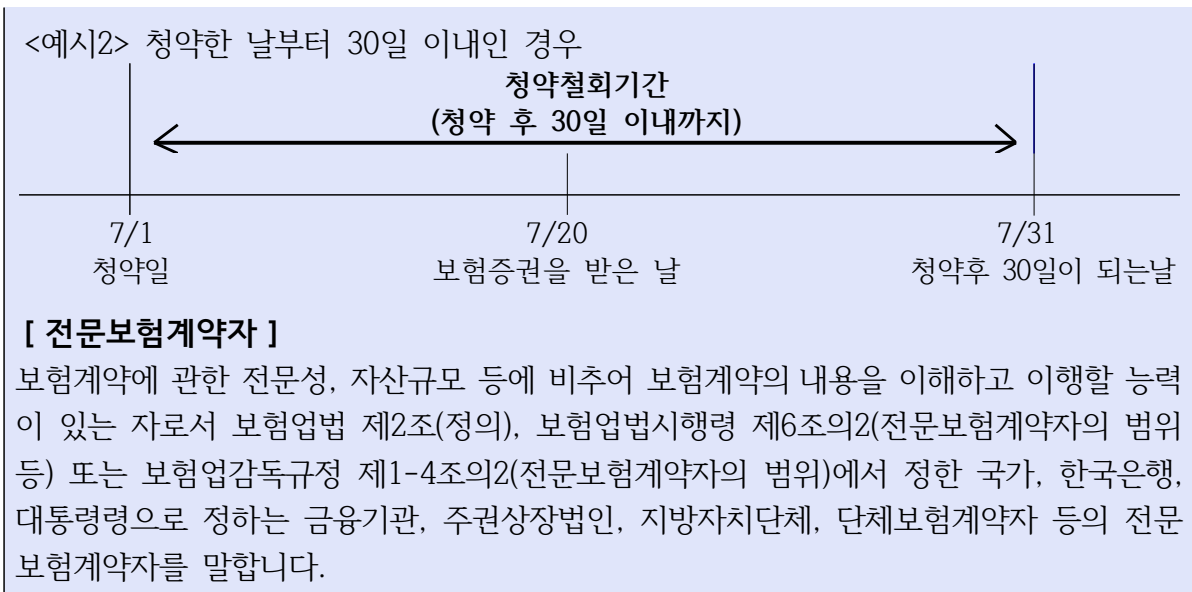 <예시2> 청약한 날부터 30일 이내인 경우
청약철회기간
(청약 후 30일 이내까지)
7/1 7/20 7/31
청약일 보험증권을 받은 날 청약후 30일이 되는날
[ 전문보험계약자 ]
보험계약에 관한 전문성, 자산규모 등에 비추어 보험계약의 내용을 이해하고 이행할 능력
이 있는 자로서 보험업법 제2조(정의), 보험업법시행령 제6조의2(전문보험계약자의 범위
등) 또는 보험업감독규정 제1-4조의2(전문보험계약자의 범위)에서 정한 국가, 한국은행,
대통령령으로 정하는 금융기관, 주권상장법인, 지방자치단체, 단체보험계약자 등의 전문
보험계약자를 말합니다.